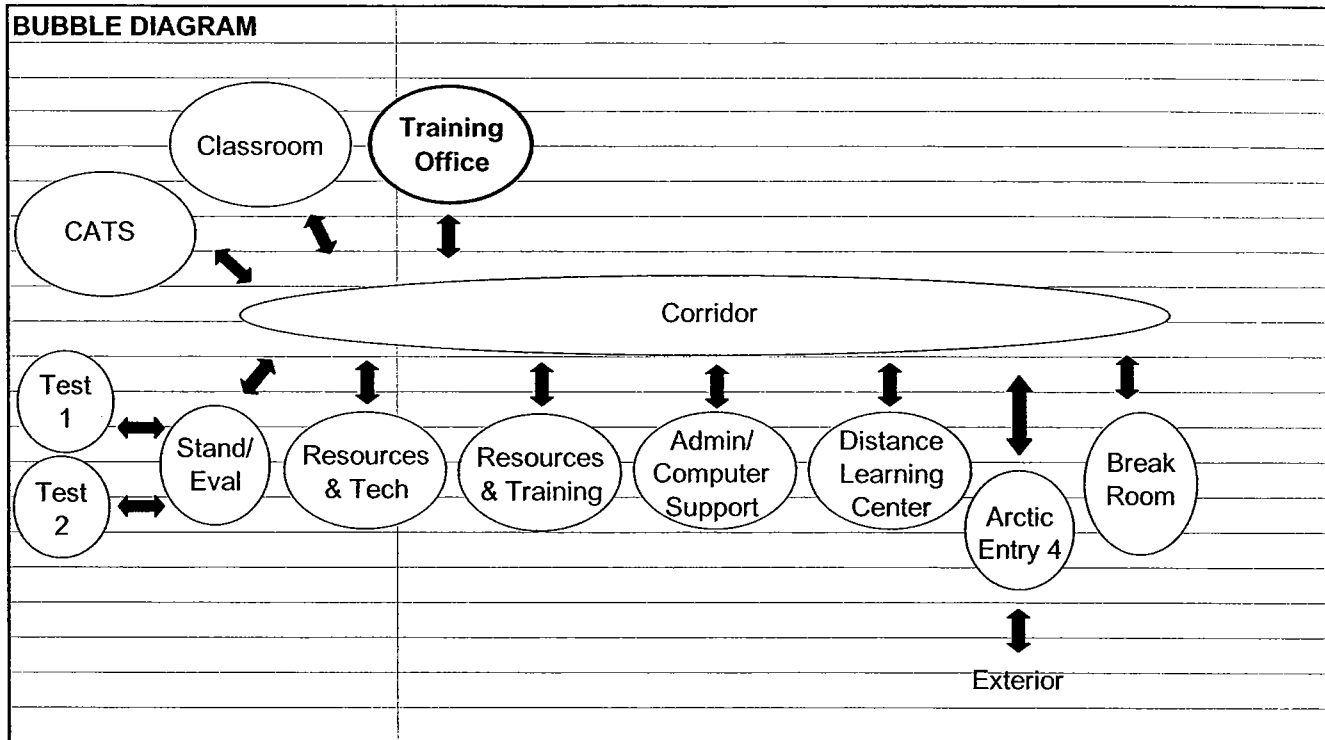 BUBBLE DIAGRAM
Classroom
Training
Office
CATS
Corridor
Test
1
Test
2
Stand/
Eval
Resources
& Tech
Resources
& Training
Admin/
Computer
Support
Distance
Learning
Center
Arctic
Entry 4
Break
Room
Exterior